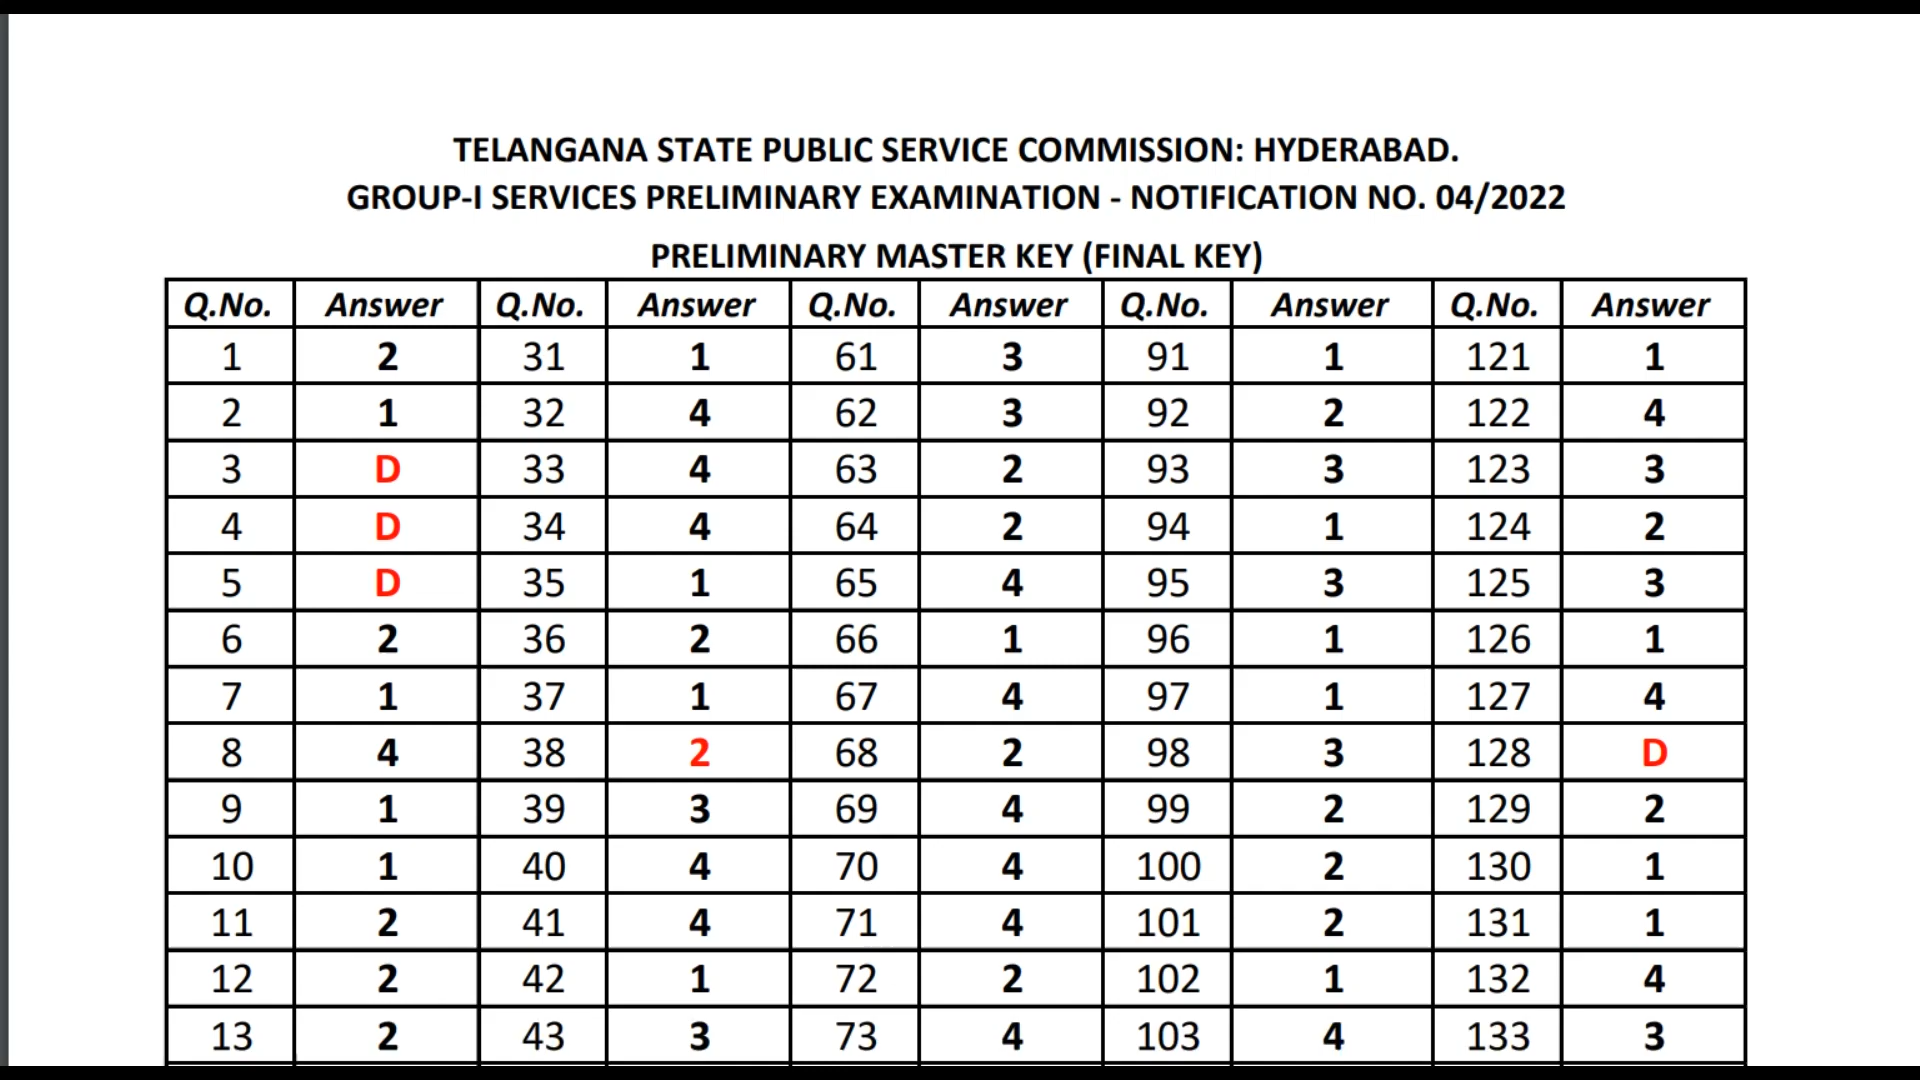 TELANGANA STATE PUBLIC SERVICE COMMISSION: HYDERABAD.
GROUP-I SERVICES PRELIMINARY EXAMINATION - NOTIFICATION NO. 04/2022
PRELIMINARY MASTER KEY (FINAL KEY)
Q.No. Answer Q.No. Answer Q.No. Answer Q.No. Answer Q.No. Answer
1 2 31 1 61 3 91 1 121 1
2 1 32 4 62 3 92 2 122 4
3 D 33 4 63 2 93 3 123 3
4 D 34 4 64 2 94 1 124 2
5 D 35 1 65 4 95 3 125 3
6 2 36 2 66 1 96 1 126 1
7 1 37 1 67 4 97 1 127 4
8 4 38 2 68 2 98 3 128 D
9 1 39 3 69 4 99 2 129 2
10 1 40 4 70 4 100 2 130 1
11 2 41 4 71 4 101 2 131 1
12 2 42 1 72 2 102 1 132 4
13 2 43 3 73 4 103 4 133 3